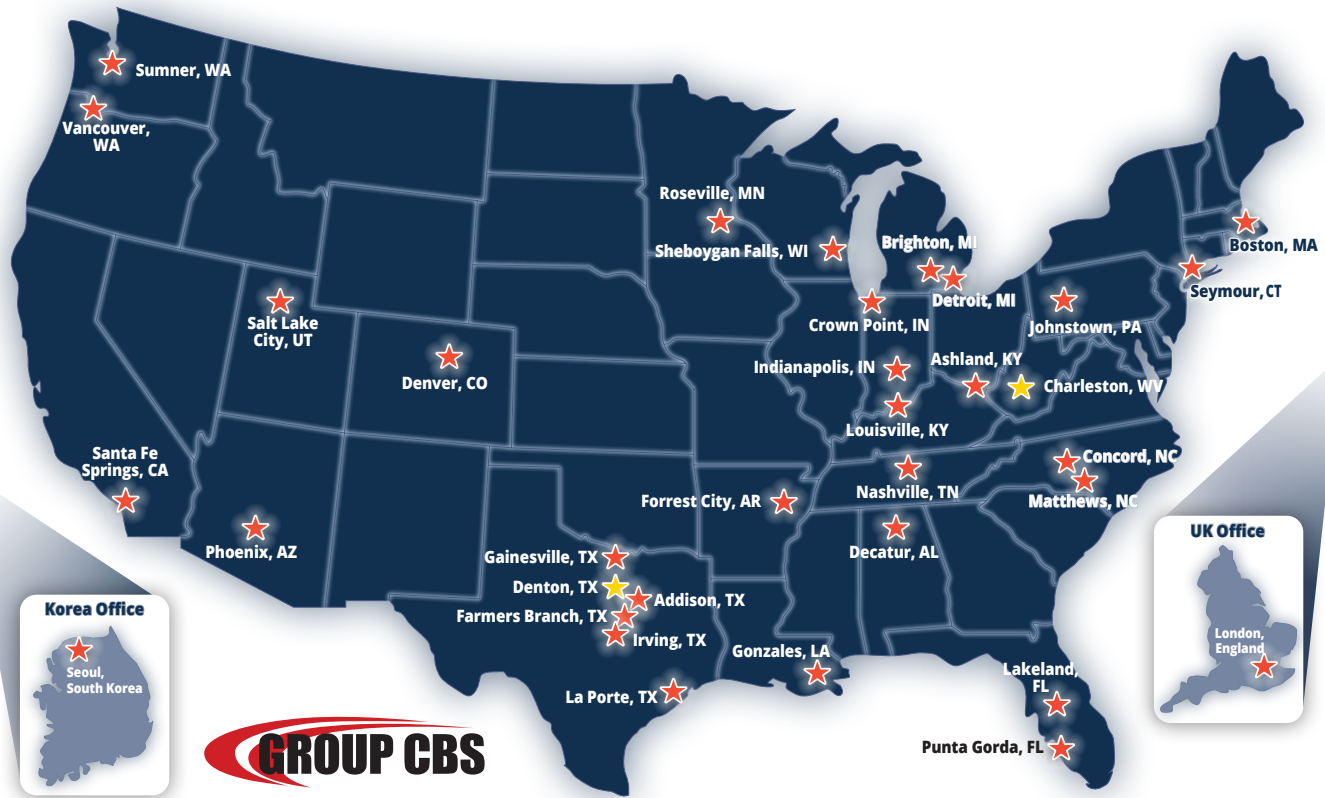 Sumner, WA
Vancouver,
WA
Roseville, MN
Sheboygan Falls, WI
Brighton, MI
Boston, MA
Detroit, MI
Seymour, CT
Salt Lake
City, UT
Crown Point, IN
Johnstown, PA
Denver, CO
Indianapolis, IN
Ashland, KY
Charleston, WV
Louisville, KY
Santa Fe
Springs, CA
Concord, NC
Nashville, TN
Matthews, NC
Forrest City, AR
Phoenix, AZ
Decatur, AL
Gainesville, TX
Denton, TX
Addison, TX
Farmers Branch, TX
Irving, TX
Gonzales, LA
Lakeland,
FL
La Porte, TX
Punta Gorda, FL
UK Office
London,
England
Korea Office
Seoul,
South Korea
GROUP CBS